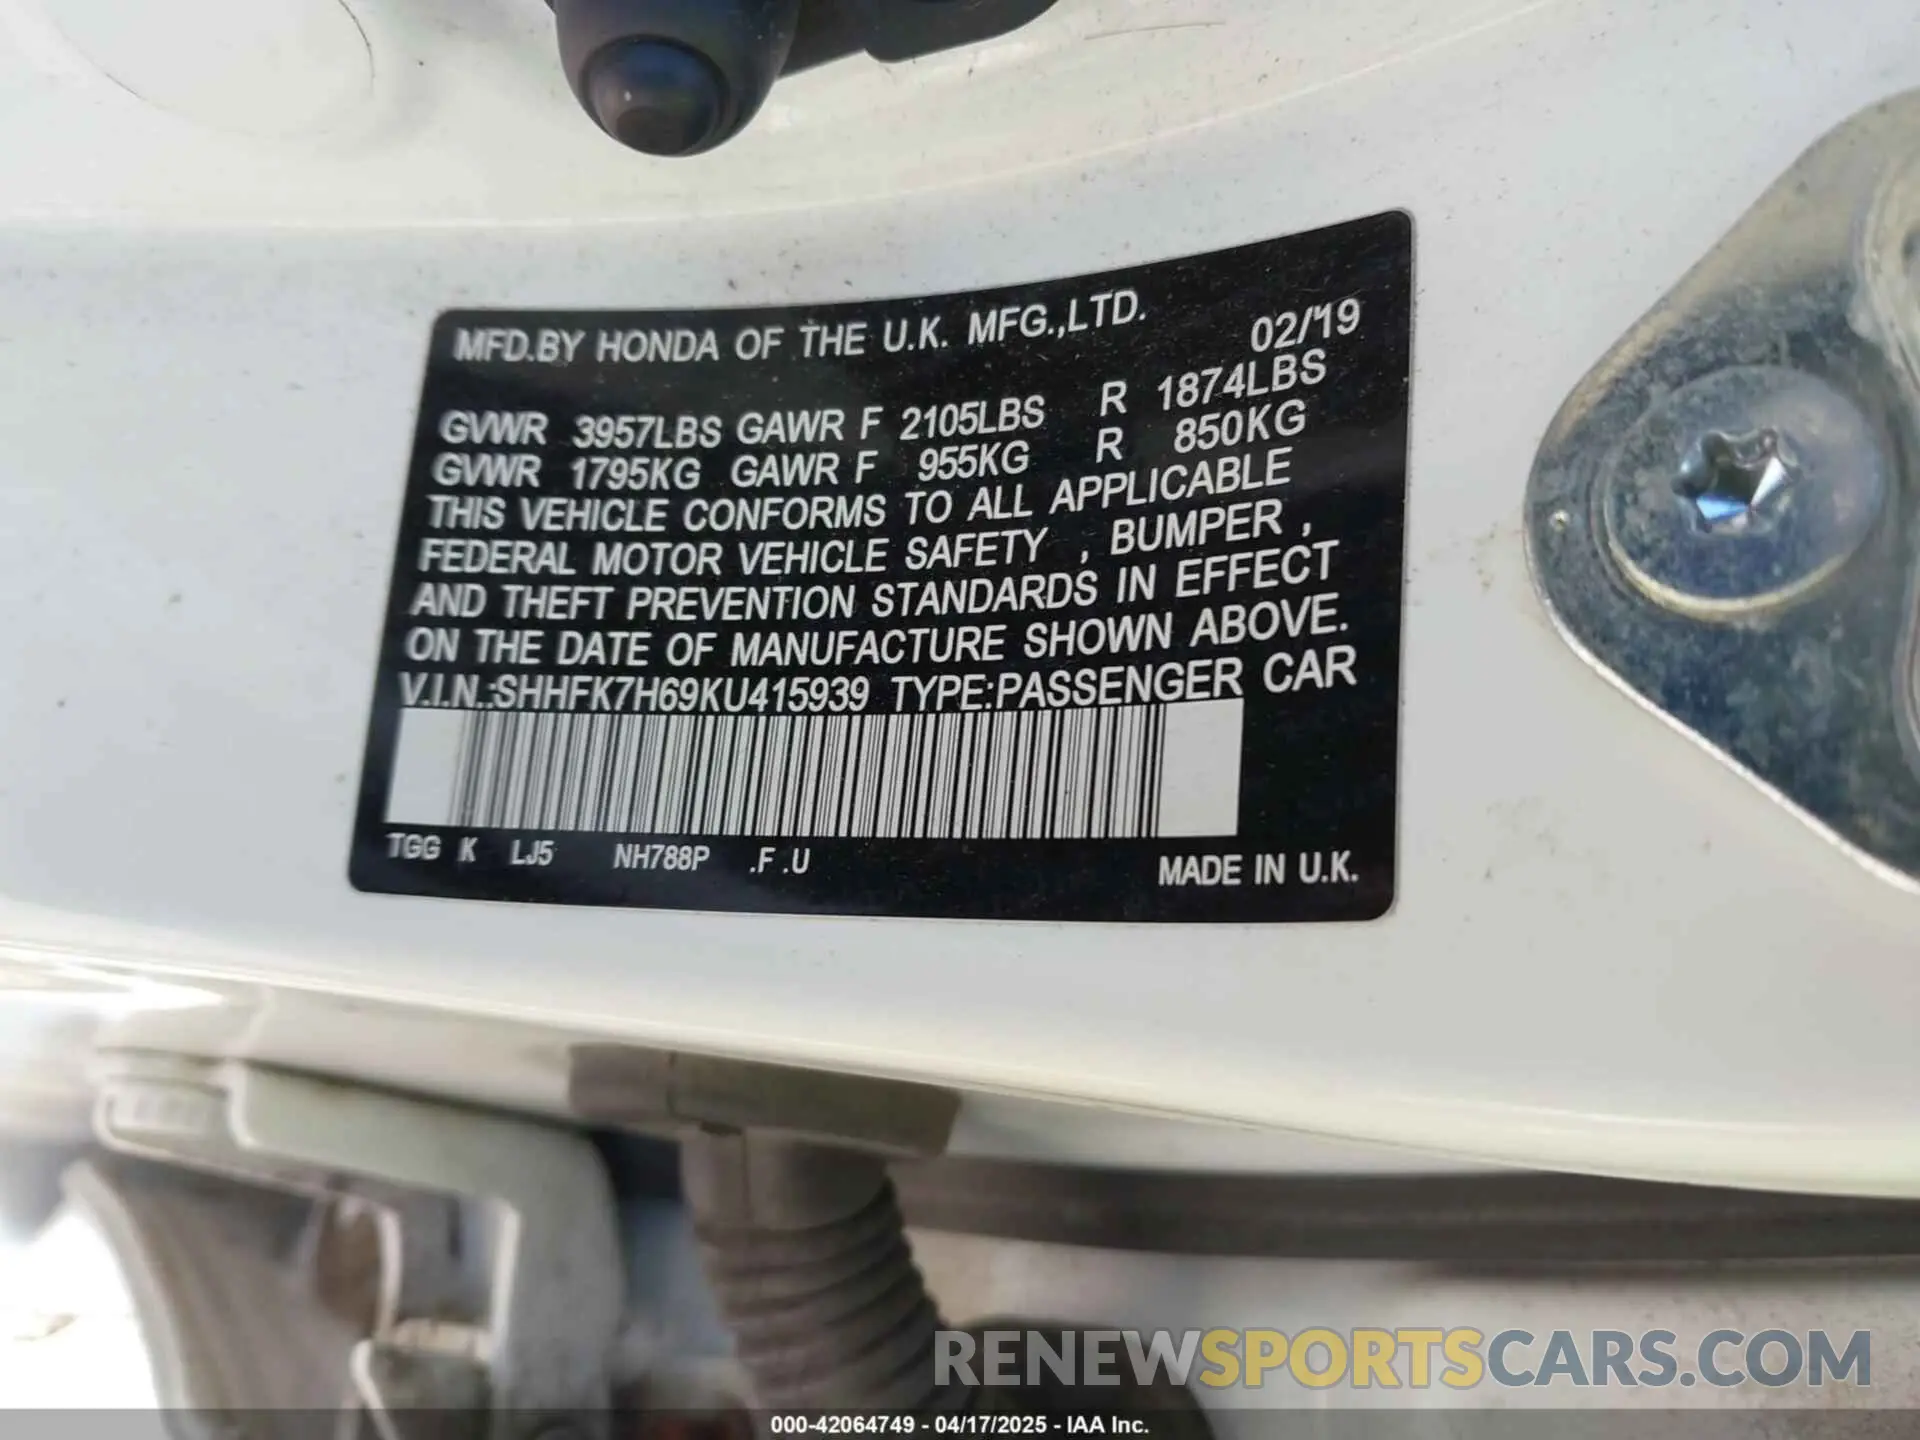 MFD.BY HONDA OF THE U.K. MFG.,LTD.
02/'19
GVWR 3957LBS GAWR F 2105LBS R 1874LBS
GVWR 1795KG GAWR F 955KG R 850KG
THIS VEHICLE CONFORMS TO ALL APPLICABLE
FEDERAL MOTOR VEHICLE SAFETY , BUMPER ,
AND THEFT PREVENTION STANDARDS IN EFFECT
ON THE DATE OF MANUFACTURE SHOWN ABOVE.
V.I.N.:SHHFK7H69KU415939 TYPE:PASSENGER CAR
TGG K LJ5 NH788P .F .U MADE IN U.K.
RENEWSPORTSCARS.COM
000-42064749 - 04/17/2025 - IAA Inc.